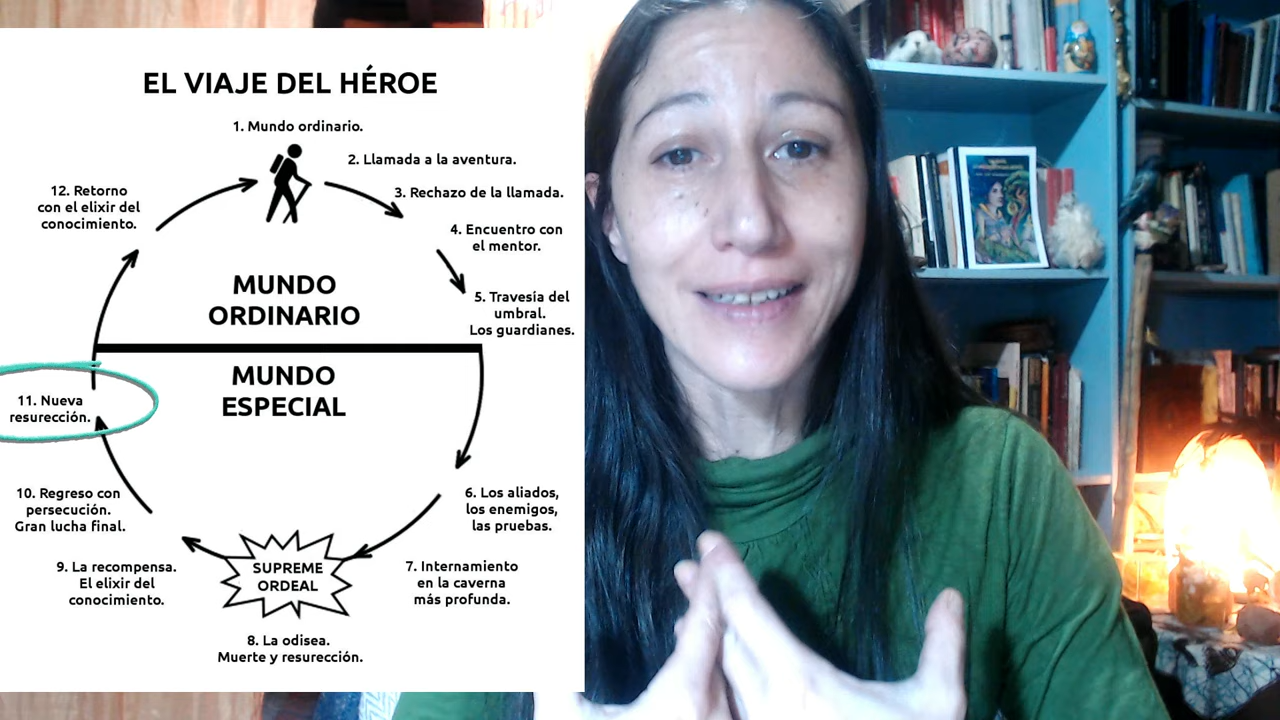 EL VIAJE DEL HÉROE
1. Mundo ordinario.
2. Llamada a la aventura.
3. Rechazo de la llamada.
4. Encuentro con
el mentor.
5. Travesía del
umbral.
Los guardianes.
MUNDO
ORDINARIO
MUNDO
ESPECIAL
6. Los aliados,
los enemigos,
las pruebas.
7. Internamiento
en la caverna
más profunda.
SUPREME
ORDEAL
8. La odisea.
Muerte y resurección.
9. La recompensa.
El elixir del
conocimiento.
10. Regreso con
persecución.
Gran lucha final.
11. Nueva
resurección.
12. Retorno
con el elixir del
conocimiento.